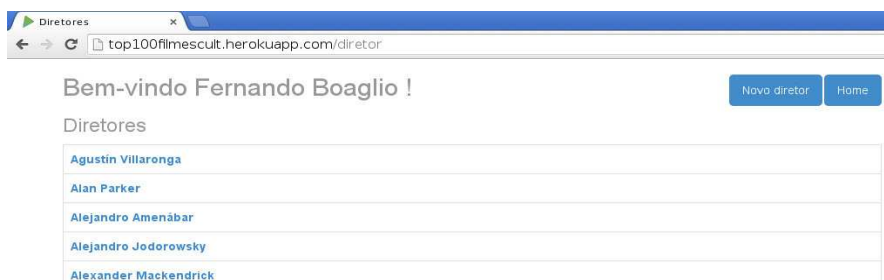 Diretores
top100filmescult.herokuapp.com/diretor
Bem-vindo Fernando Boaglio !
Novo diretor Home
Diretores
Agustín Villaronga
Alan Parker
Alejandro Amenábar
Alejandro Jodorowsky
Alexander Mackendrick